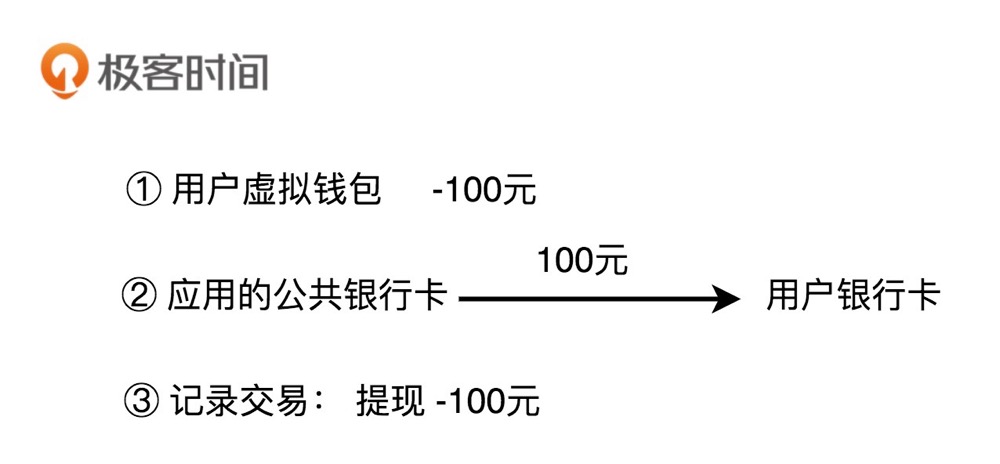 极客时间
① 用户虚拟钱包 -100元
100元
② 应用的公共银行卡 用户银行卡
③ 记录交易： 提现 -100元